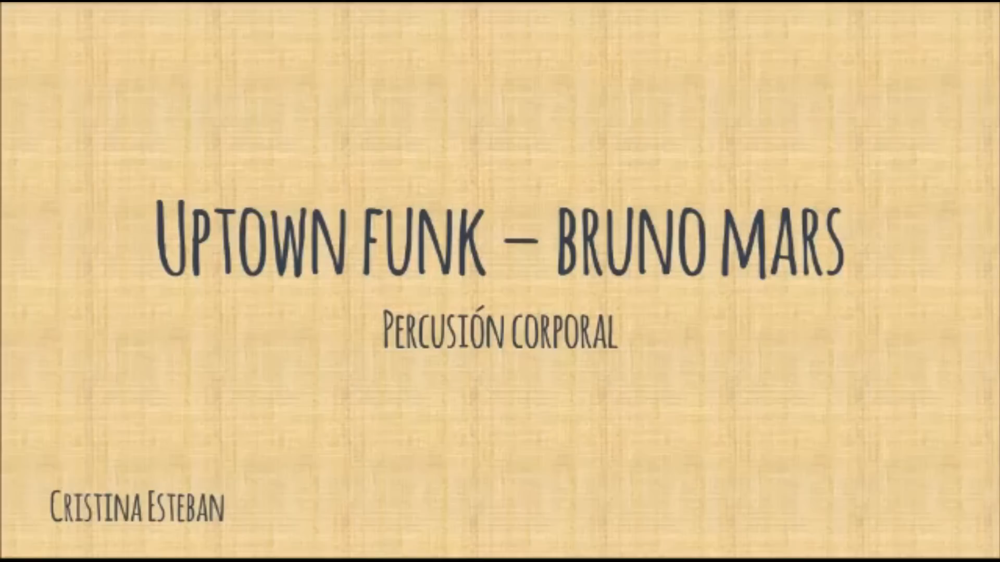 Uptown funk – Bruno Mars
Percusión corporal
Cristina Esteban